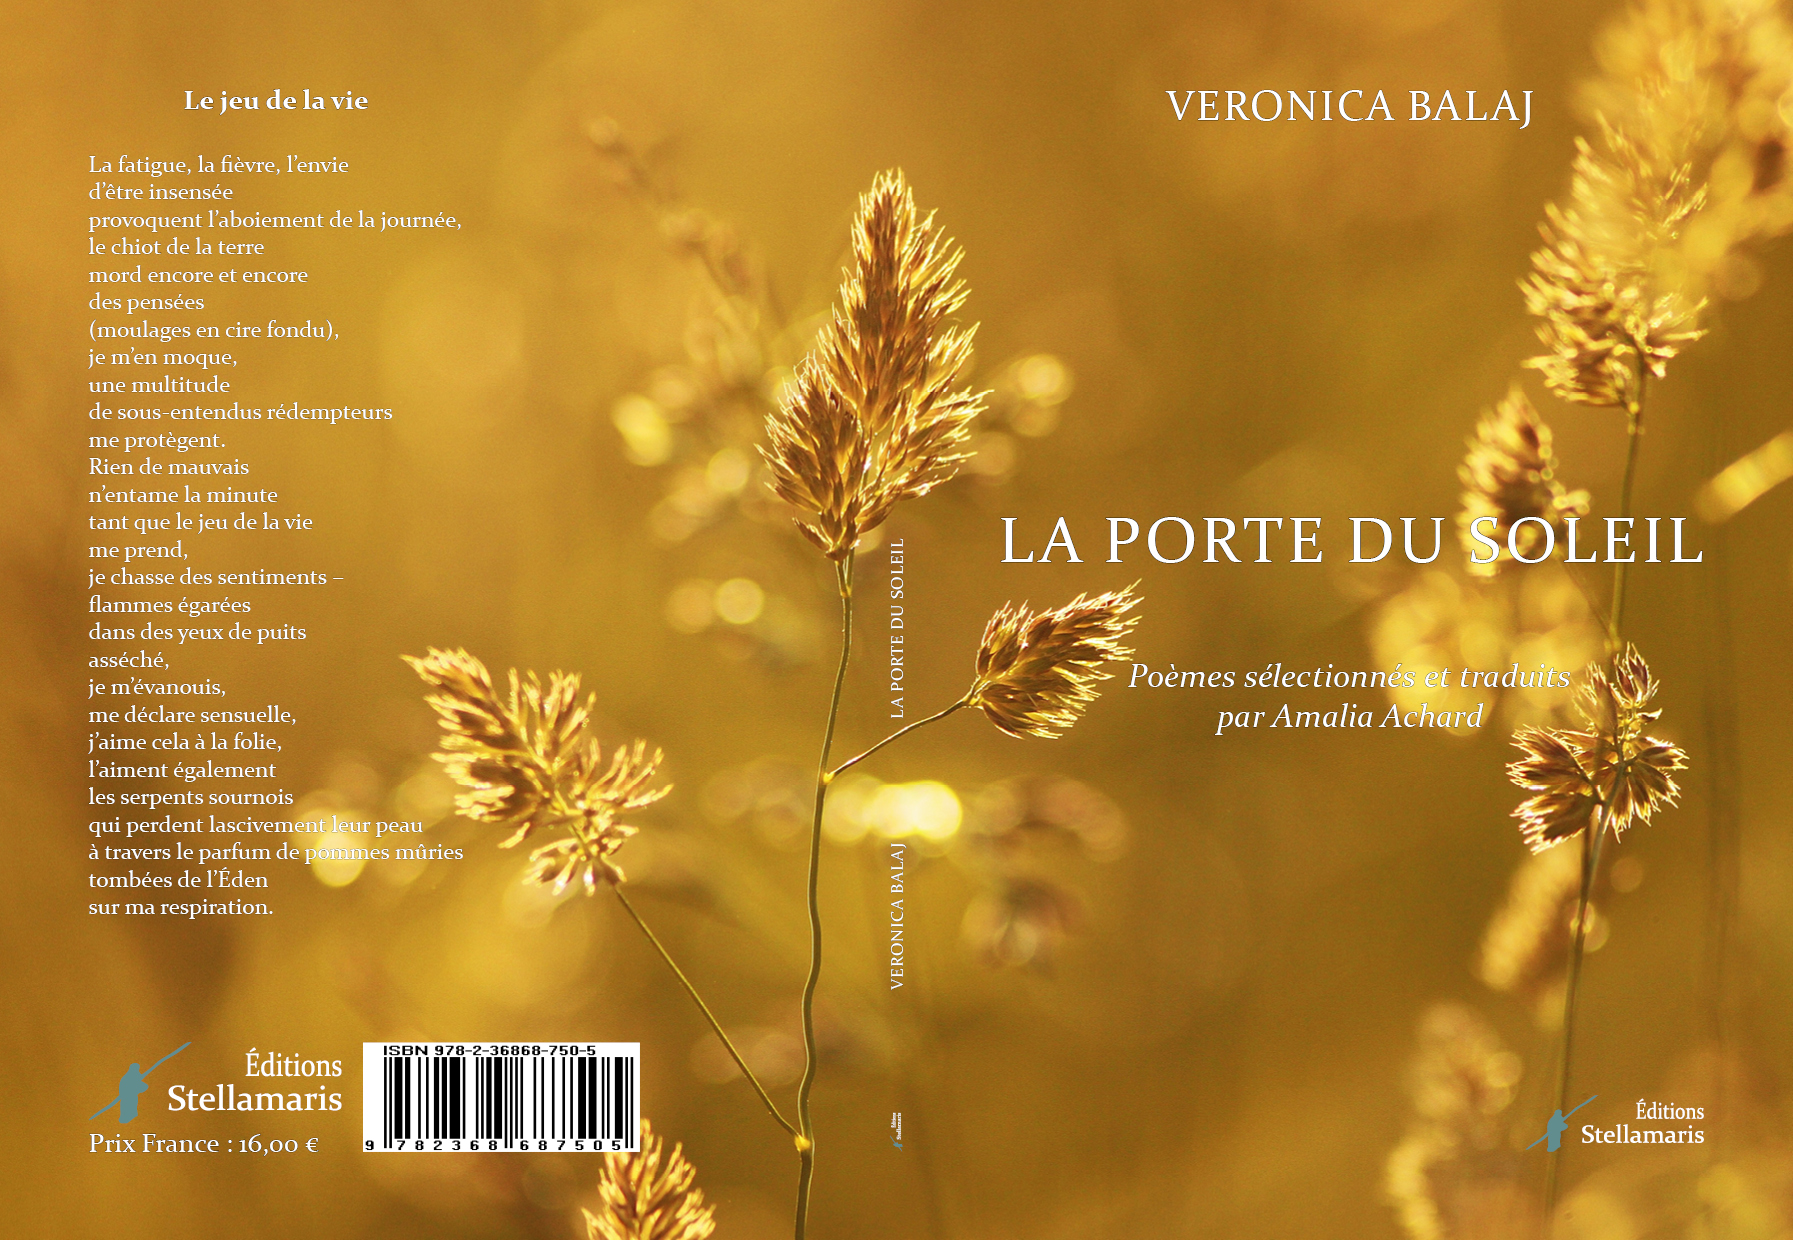 Le jeu de la vie
La fatigue, la fièvre, l’envie
d’être insensée
provoquent l’aboiement de la journée,
le chiot de la terre
mord encore et encore
des pensées
(moulages en cire fondu),
je m’en moque,
une multitude
de sous-entendus rédempteurs
me protègent.
Rien de mauvais
n’entame la minute
tant que le jeu de la vie
me prend,
je chasse des sentiments –
flammes égarées
dans des yeux de puits
asséché,
je m’évanouis,
me déclare sensuelle,
j’aime cela à la folie,
l’aiment également
les serpents sournois
qui perdent lascivement leur peau
à travers le parfum de pommes mûries
tombées de l’Éden
sur ma respiration.
Éditions
Stellamaris
Prix France : 16,00 €
ISBN 978-2-36868-750-5
9 782368 687505
VERONICA BALAJ LA PORTE DU SOLEIL
Éditions
Stellamaris
VERONICA BALAJ
LA PORTE DU SOLEIL
Poèmes sélectionnés et traduits
par Amalia Achard
Éditions
Stellamaris